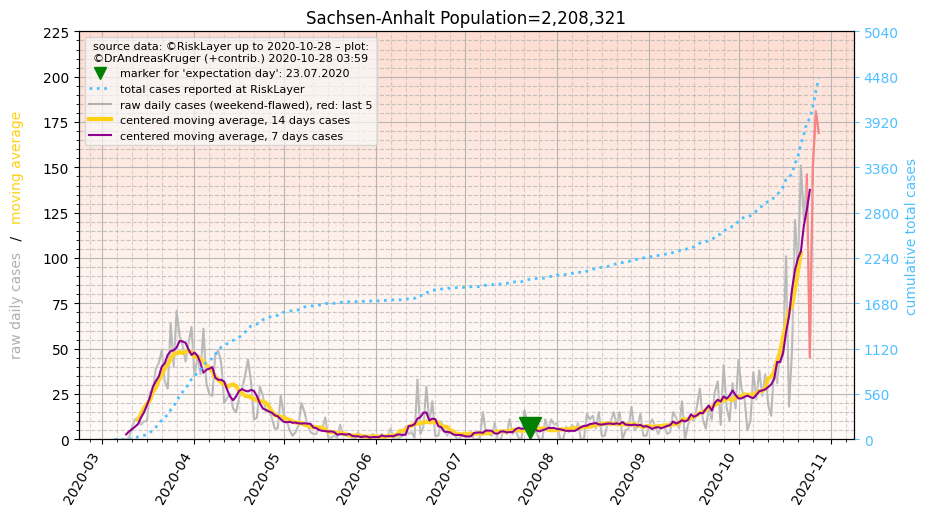 Sachsen-Anhalt Population=2,208,321
source data: ©RiskLayer up to 2020-10-28 – plot:
©DrAndreasKruger (+contrib.) 2020-10-28 03:59
marker for 'expectation day': 23.07.2020
total cases reported at RiskLayer
raw daily cases (weekend-flawed), red: last 5
centered moving average, 14 days cases
centered moving average, 7 days cases
raw daily cases / moving average
225
200
175
150
125
100
75
50
25
0
5040
4480
3920
3360
2800
2240
1680
1120
560
0
cumulative total cases
2020-03
2020-04
2020-05
2020-06
2020-07
2020-08
2020-09
2020-10
2020-11